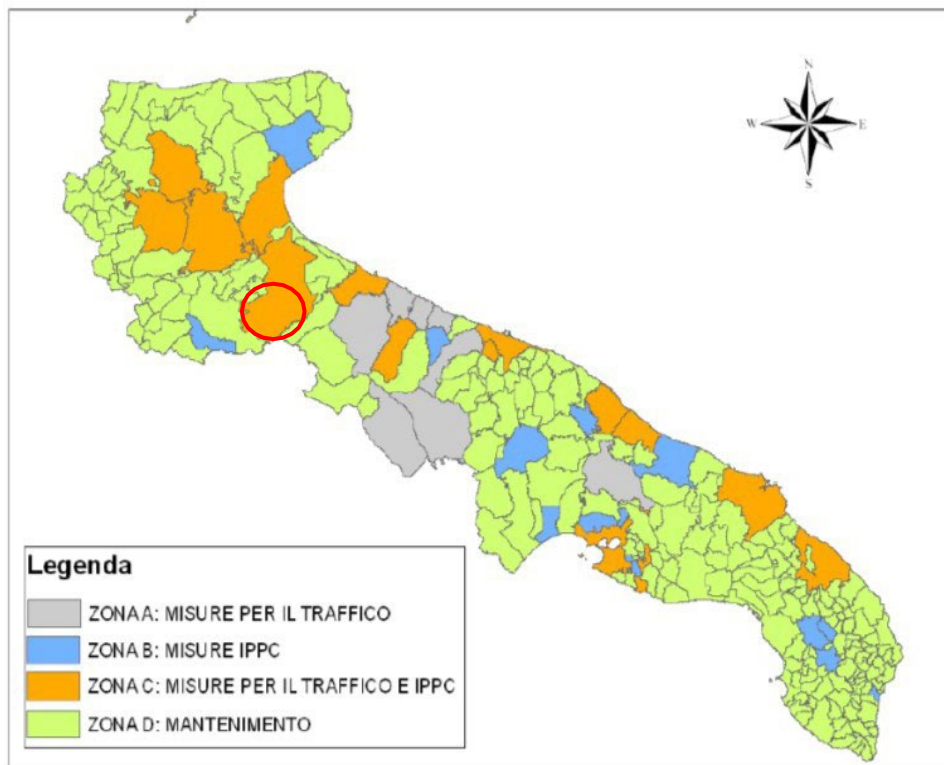 N
W E
S
Legenda
ZONA A: MISURE PER IL TRAFFICO
ZONA B: MISURE IPPC
ZONA C: MISURE PER IL TRAFFICO E IPPC
ZONA D: MANTENIMENTO